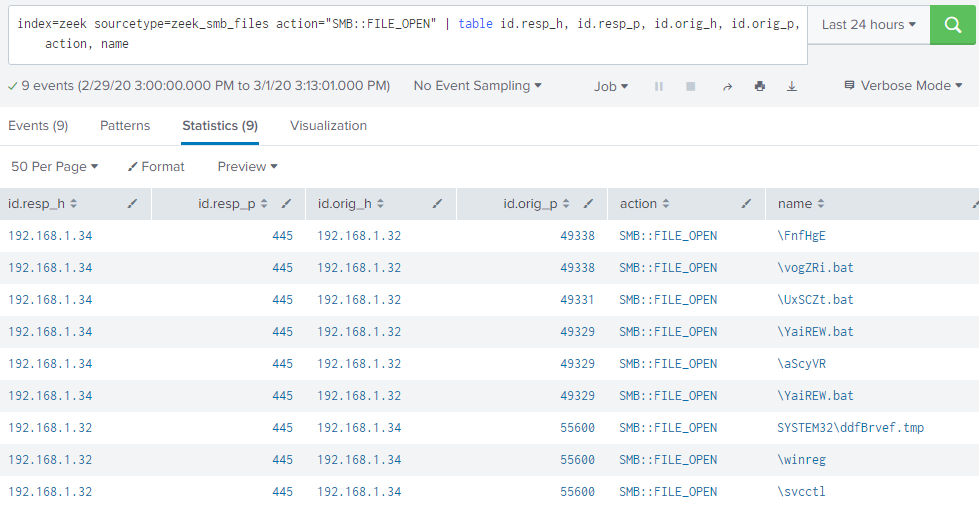 index=zeek sourcetype=zeek_smb_files action="SMB::FILE_OPEN" | table id.resp_h, id.resp_p, id.orig_h, id.orig_p,
action, name
Last 24 hours
9 events (2/29/20 3:00:00.000 PM to 3/1/20 3:13:01.000 PM) No Event Sampling Job Verbose Mode
Events (9) Patterns Statistics (9) Visualization
50 Per Page Format Preview
id.resp_h id.resp_p id.orig_h id.orig_p action name
192.168.1.34 445 192.168.1.32 49338 SMB::FILE_OPEN \FnfHgE
192.168.1.34 445 192.168.1.32 49338 SMB::FILE_OPEN \vogZRi.bat
192.168.1.34 445 192.168.1.32 49331 SMB::FILE_OPEN \UxSCZt.bat
192.168.1.34 445 192.168.1.32 49329 SMB::FILE_OPEN \YaiREW.bat
192.168.1.34 445 192.168.1.32 49329 SMB::FILE_OPEN \aScyVR
192.168.1.34 445 192.168.1.32 49329 SMB::FILE_OPEN \YaiREW.bat
192.168.1.32 445 192.168.1.34 55600 SMB::FILE_OPEN SYSTEM32\ddfBrvef.tmp
192.168.1.32 445 192.168.1.34 55600 SMB::FILE_OPEN \winreg
192.168.1.32 445 192.168.1.34 55600 SMB::FILE_OPEN \svcctl